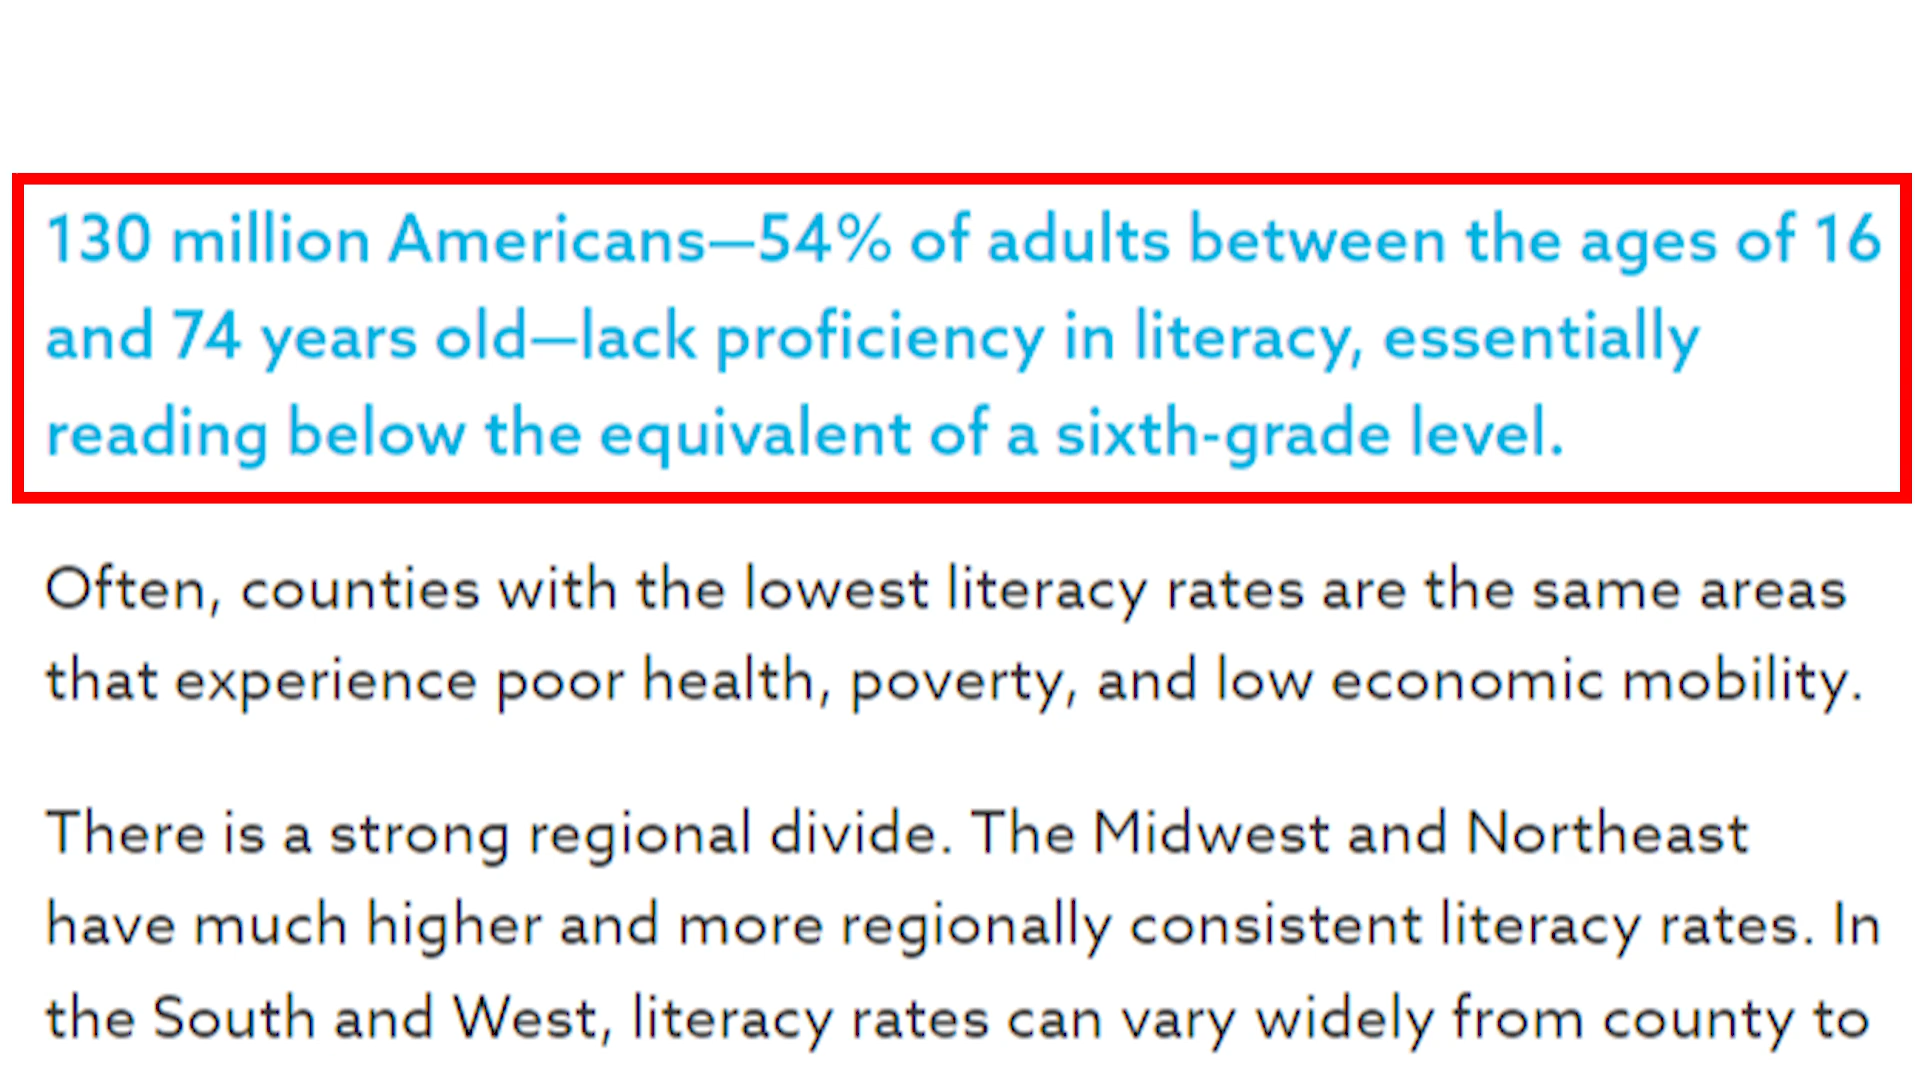 130 million Americans—54% of adults between the ages of 16
and 74 years old—lack proficiency in literacy, essentially
reading below the equivalent of a sixth-grade level.
Often, counties with the lowest literacy rates are the same areas
that experience poor health, poverty, and low economic mobility.
There is a strong regional divide. The Midwest and Northeast
have much higher and more regionally consistent literacy rates. In
the South and West, literacy rates can vary widely from county to